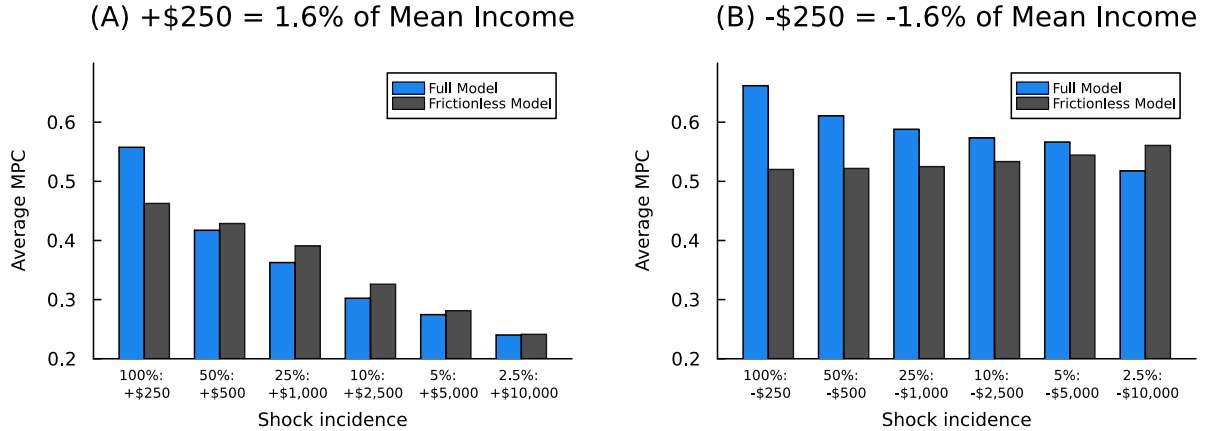 (A) +$250 = 1.6% of Mean Income
Average MPC
0.6
0.5
0.4
0.3
0.2
Full Model
Frictionless Model
100%: 50%: 25%: 10%: 5%: 2.5%:
+$250 +$500 +$1,000 +$2,500 +$5,000 +$10,000
Shock incidence
(B) -$250 = -1.6% of Mean Income
Average MPC
0.6
0.5
0.4
0.3
0.2
Full Model
Frictionless Model
100%: 50%: 25%: 10%: 5%: 2.5%:
-$250 -$500 -$1,000 -$2,500 -$5,000 -$10,000
Shock incidence